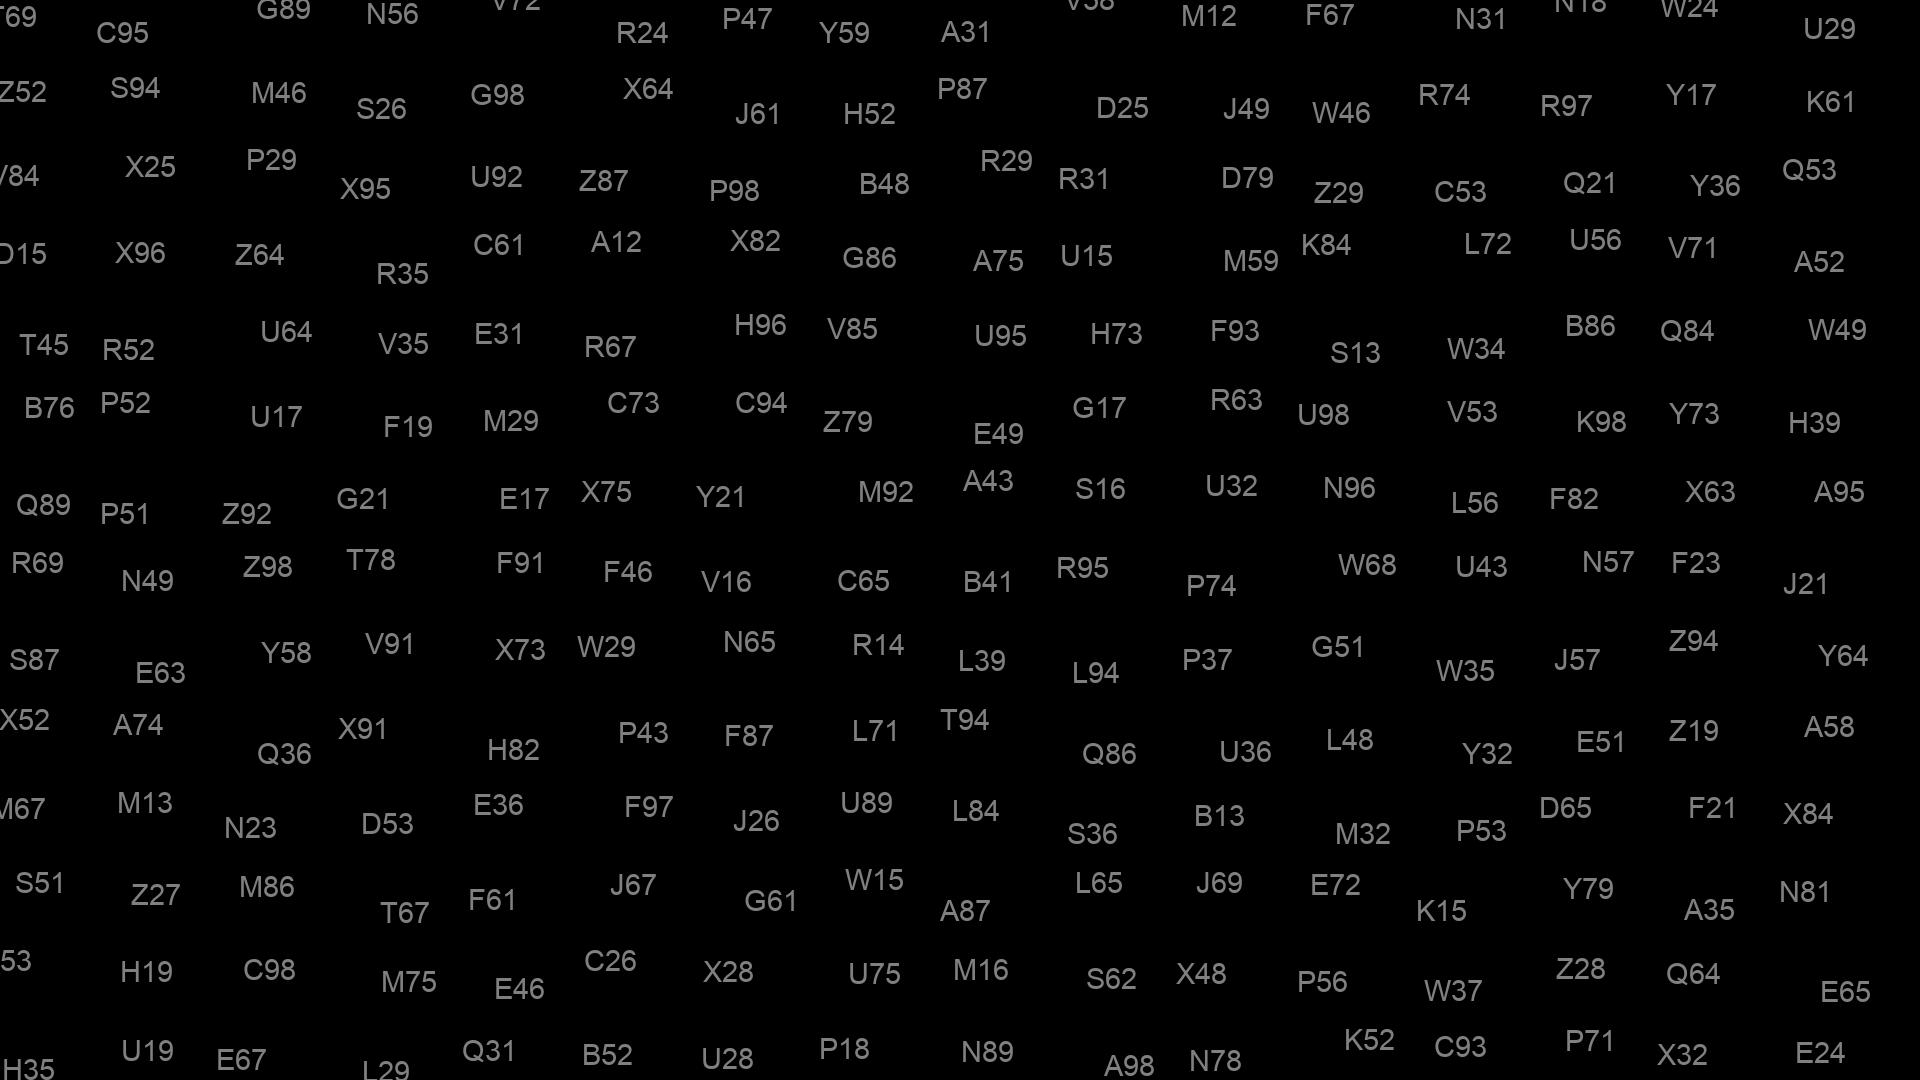 C95 G89 N56 R24 P47 Y59 A31 M12 F67 N31 W24 U29
Z52 S94 M46 S26 G98 X64 J61 H52 P87 D25 J49 W46 R74 R97 Y17 K61
V84 X25 P29 X95 U92 Z87 P98 B48 R29 R31 D79 Z29 C53 Q21 Y36 Q53
D15 X96 Z64 R35 C61 A12 X82 G86 A75 U15 M59 K84 L72 U56 V71 A52
T45 R52 U64 V35 E31 R67 H96 V85 U95 H73 F93 S13 W34 B86 Q84 W49
B76 P52 U17 F19 M29 C73 C94 Z79 E49 G17 R63 U98 V53 K98 Y73 H39
Q89 P51 Z92 G21 E17 X75 Y21 M92 A43 S16 U32 N96 L56 F82 X63 A95
R69 N49 Z98 T78 F91 F46 V16 C65 B41 R95 P74 W68 U43 N57 F23 J21
S87 E63 Y58 V91 X73 W29 N65 R14 L39 L94 P37 G51 W35 J57 Z94 Y64
X52 A74 Q36 X91 H82 P43 F87 L71 T94 Q86 U36 L48 Y32 E51 Z19 A58
M67 M13 N23 D53 E36 F97 J26 U89 L84 S36 B13 M32 P53 D65 F21 X84
S51 Z27 M86 T67 F61 J67 G61 W15 A87 L65 J69 E72 K15 Y79 A35 N81
53 H19 C98 M75 E46 C26 X28 U75 M16 S62 X48 P56 W37 Z28 Q64 E65
H35 U19 E67 L29 Q31 B52 U28 P18 N89 A98 N78 K52 C93 P71 X32 E24